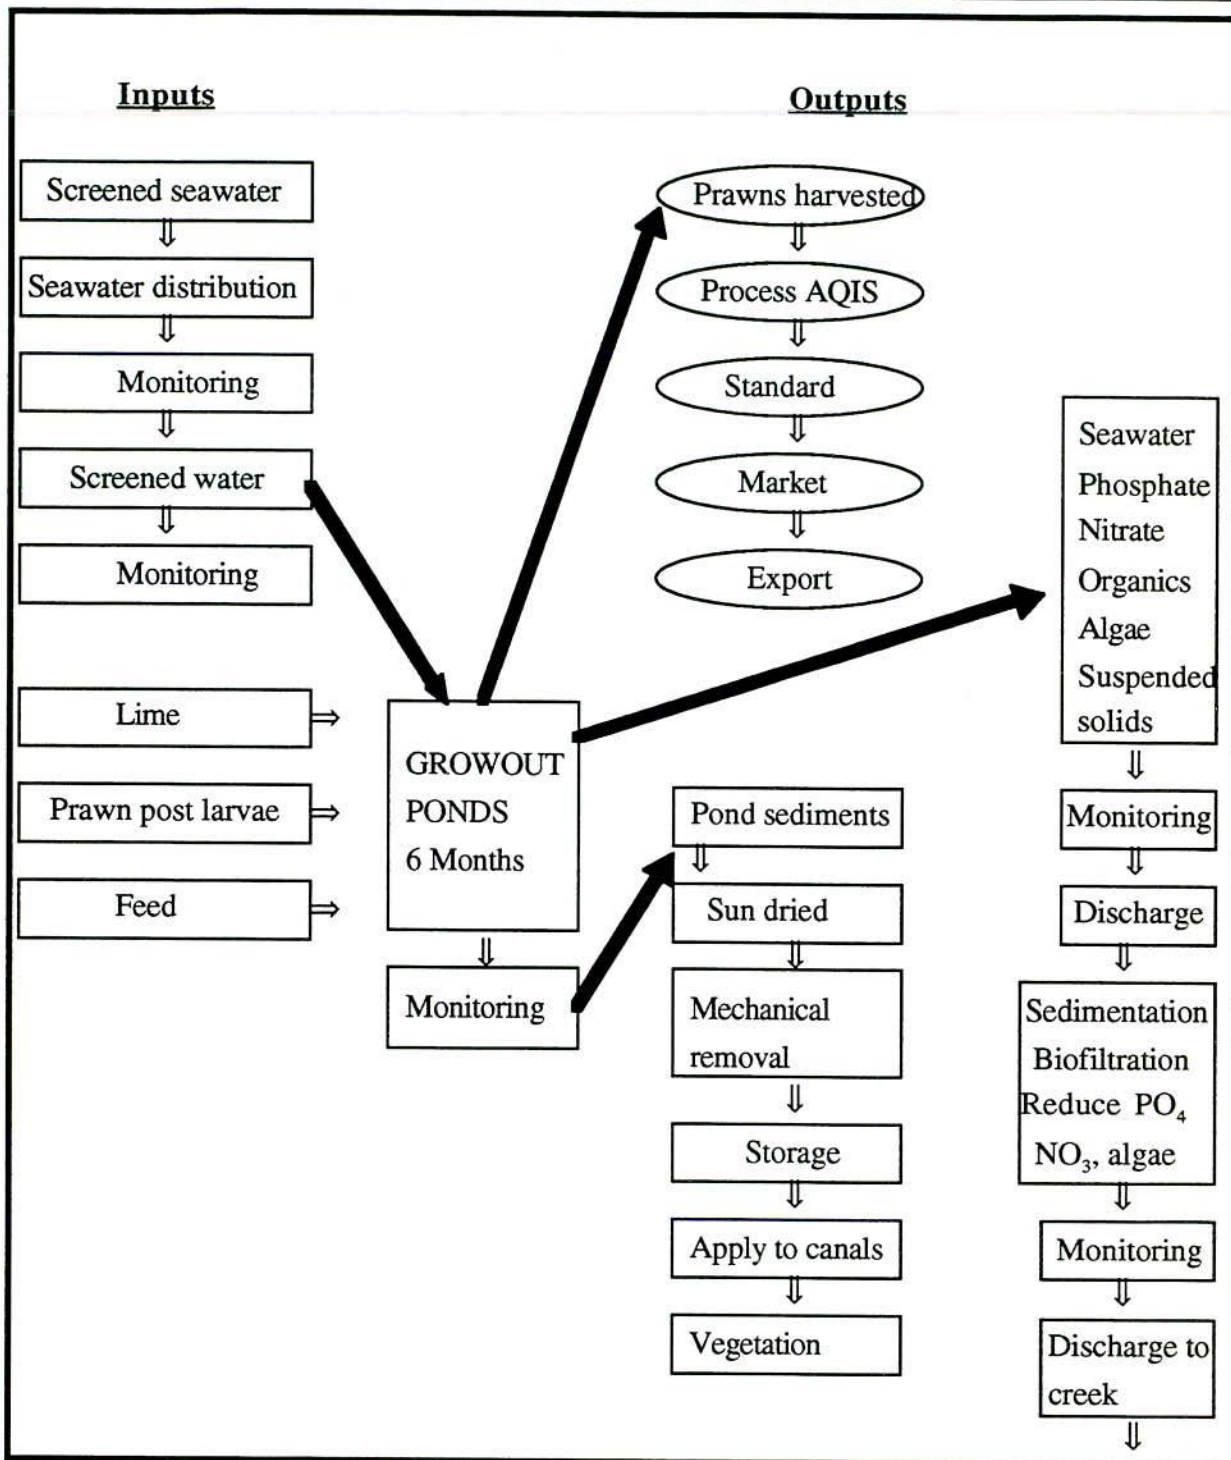 Inputs
Screened seawater
Seawater distribution
Monitoring
Screened water
Monitoring
Lime
Prawn post larvae
Feed
GROWOUT
PONDS
6 Months
Monitoring
Outputs
Prawns harvested
Process AQIS
Standard
Market
Export
Pond sediments
Sun dried
Mechanical
removal
Storage
Apply to canals
Vegetation
Seawater
Phosphate
Nitrate
Organics
Algae
Suspended
solids
Monitoring
Discharge
Sedimentation
Biofiltration
Reduce PO₄
NO₃, algae
Monitoring
Discharge to
creek